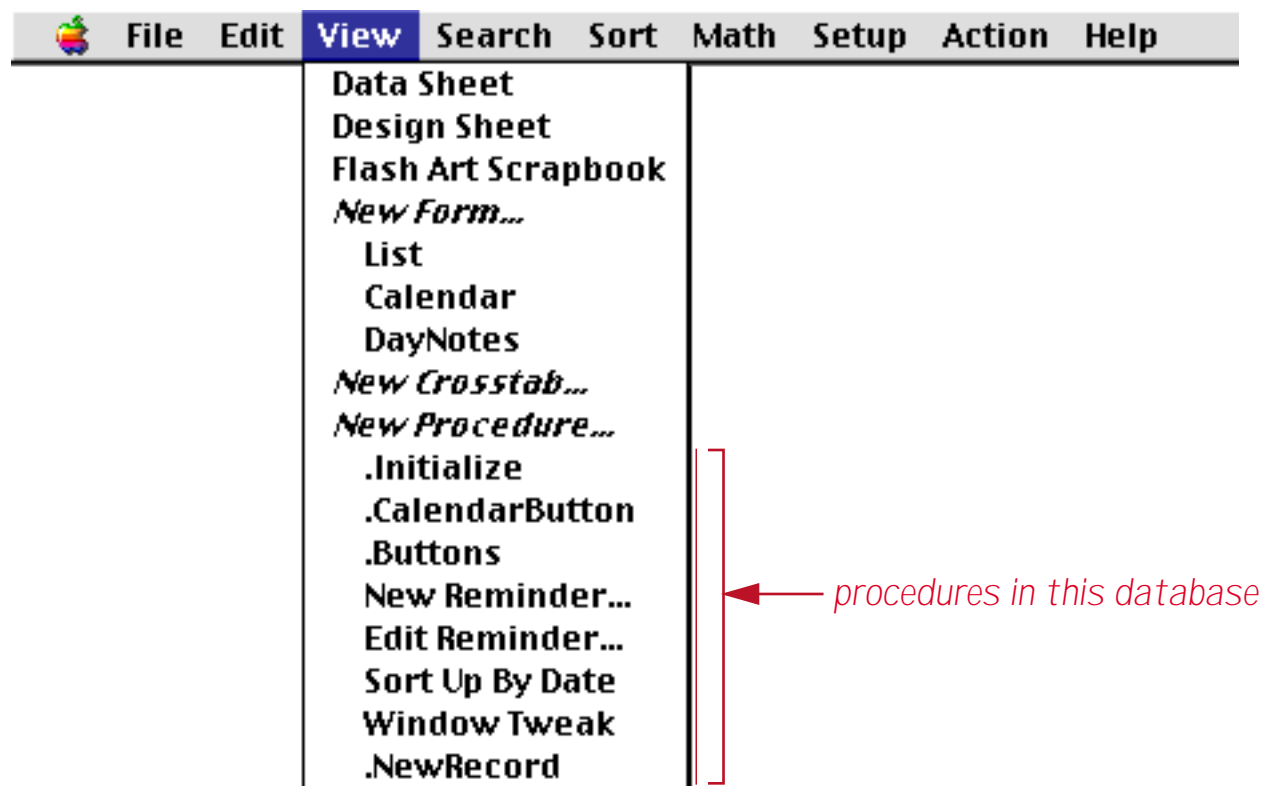 File Edit View Search Sort Math Setup Action Help
Data Sheet
Design Sheet
Flash Art Scrapbook
New Form...
List
Calendar
DayNotes
New Crosstab...
New Procedure...
.Initialize
.CalendarButton
.Buttons
New Reminder...
Edit Reminder...
Sort Up By Date
Window Tweak
.NewRecord
procedures in this database